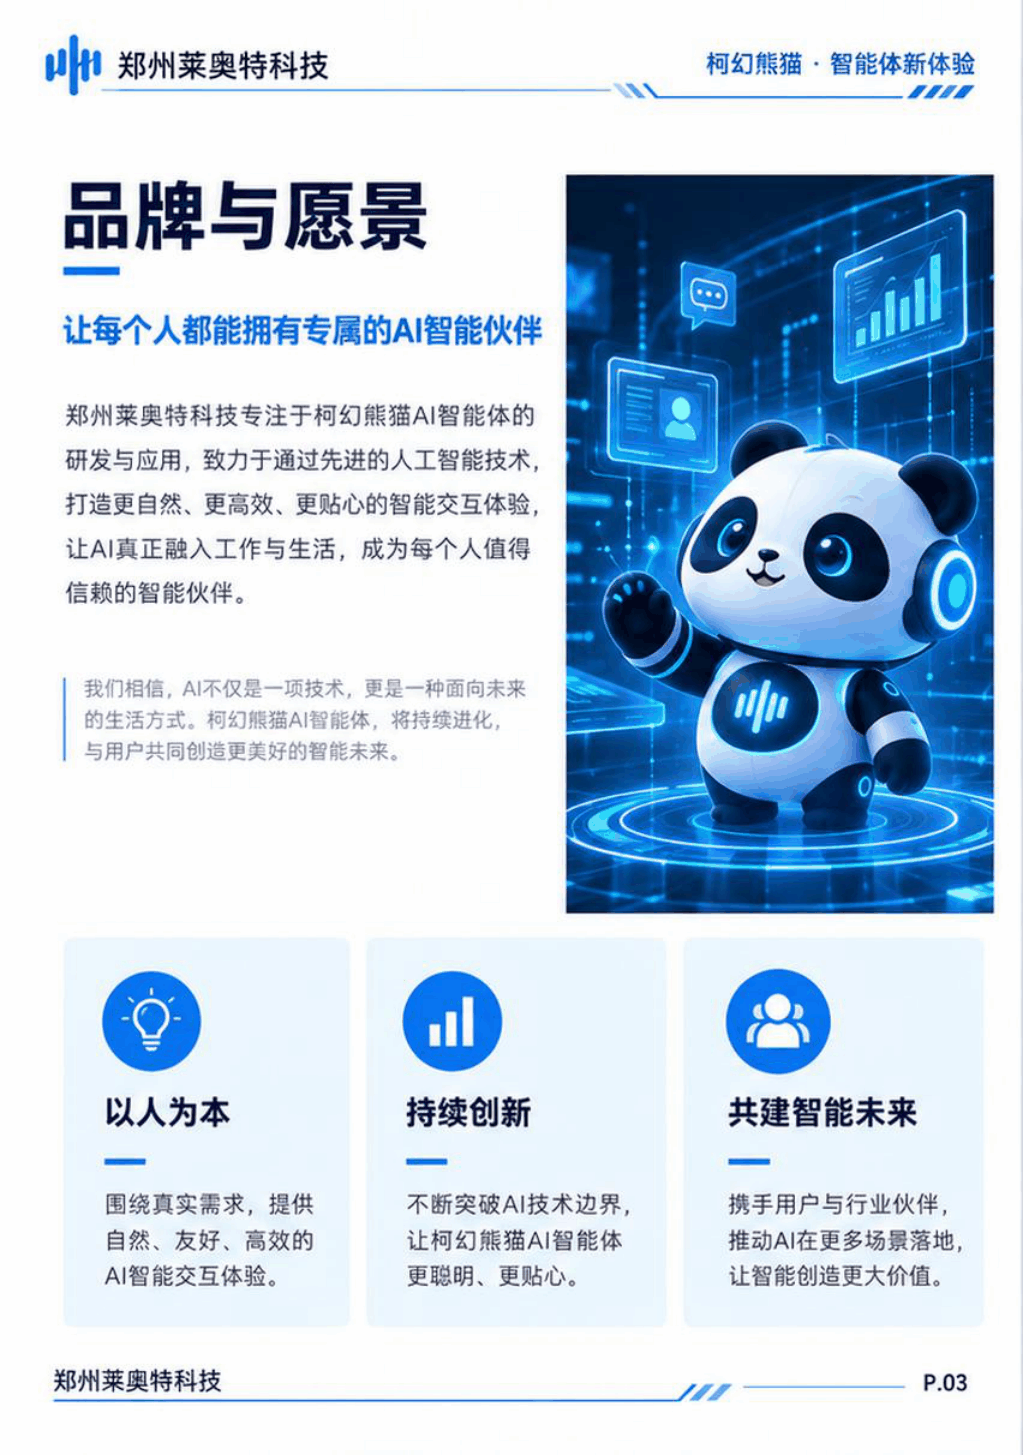 郑州莱奥特科技
柯幻熊猫 · 智能体新体验
品牌与愿景
让每个人都能拥有专属的AI智能伙伴
郑州莱奥特科技专注于柯幻熊猫AI智能体的
研发与应用，致力于通过先进的人工智能技术，
打造更自然、更高效、更贴心的智能交互体验，
让AI真正融入工作与生活，成为每个人值得
信赖的智能伙伴。
我们相信，AI不仅是一项技术，更是一种面向未来
的生活方式。柯幻熊猫AI智能体，将持续进化，
与用户共同创造更美好的智能未来。
以人为本
围绕真实需求，提供
自然、友好、高效的
AI智能交互体验。
持续创新
不断突破AI技术边界，
让柯幻熊猫AI智能体
更聪明、更贴心。
共建智能未来
携手用户与行业伙伴，
推动AI在更多场景落地，
让智能创造更大价值。
郑州莱奥特科技
P.03